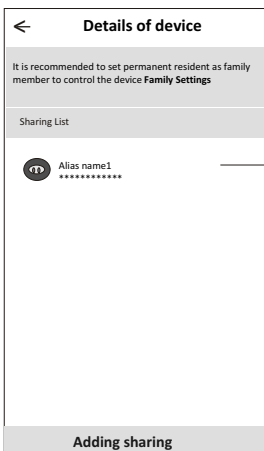 Details of device
It is recommended to set permanent resident as family
member to control the device Family Settings
Sharing List
Alias name1
************
Adding sharing